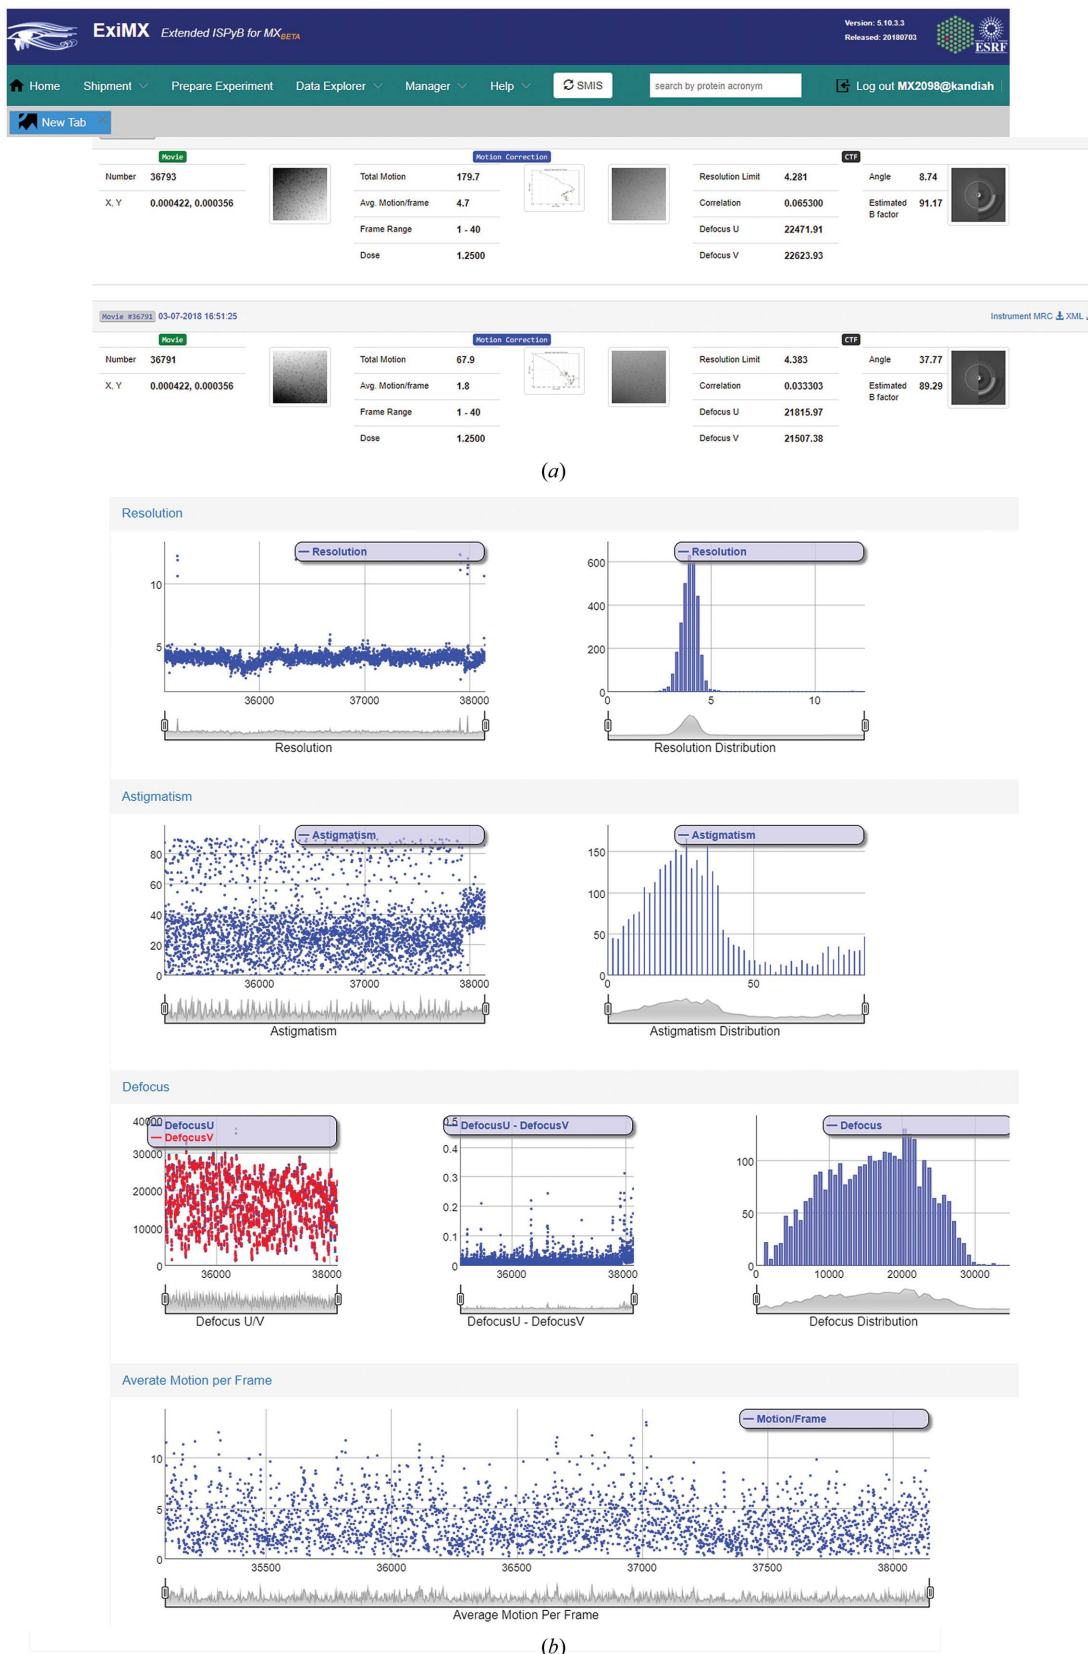 ExiMX Extended ISPyB for MX BETA
Version: 5.10.3.3
Released: 20180703
ESRF
Home Shipment Prepare Experiment Data Explorer Manager Help SMIS search by protein acronym Log out MX2098@kandiah
New Tab
Movie Motion Correction CTF
Number 36793 Total Motion 179.7 Resolution Limit 4.281 Angle 8.74
X, Y 0.000422, 0.000356 Avg. Motion/frame 4.7 Correlation 0.065300 Estimated B factor 91.17
Frame Range 1 - 40 Defocus U 22471.91
Dose 1.2500 Defocus V 22623.93
Movie #36791 03-07-2018 16:51:25 Instrument MRC XML
Movie Motion Correction CTF
Number 36791 Total Motion 67.9 Resolution Limit 4.383 Angle 37.77
X, Y 0.000422, 0.000356 Avg. Motion/frame 1.8 Correlation 0.033303 Estimated B factor 89.29
Frame Range 1 - 40 Defocus U 21815.97
Dose 1.2500 Defocus V 21507.38
(a)
Resolution
Resolution Resolution
10 5 36000 37000 38000
600 400 200 0 0 5 10
Resolution Resolution Distribution
Astigmatism
Astigmatism Astigmatism
80 60 40 20 0 36000 37000 38000
150 100 50 0 0 50
Astigmatism Astigmatism Distribution
Defocus
DefocusU DefocusU - DefocusV Defocus
DefocusV
40000 30000 20000 10000 0 36000 38000
0.5 0.4 0.3 0.2 0.1 0 36000 38000
100 50 0 0 10000 20000 30000
Defocus U/V DefocusU - DefocusV Defocus Distribution
Averate Motion per Frame
Motion/Frame
10 5 0 35500 36000 36500 37000 37500 38000
Average Motion Per Frame
(b)